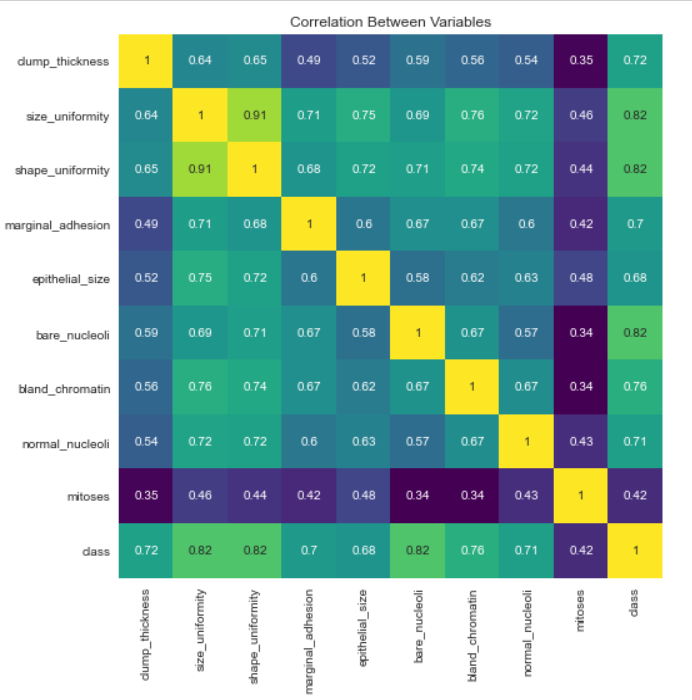 Correlation Between Variables
clump_thickness 1 0.64 0.65 0.49 0.52 0.59 0.56 0.54 0.35 0.72
size_uniformity 0.64 1 0.91 0.71 0.75 0.69 0.76 0.72 0.46 0.82
shape_uniformity 0.65 0.91 1 0.68 0.72 0.71 0.74 0.72 0.44 0.82
marginal_adhesion 0.49 0.71 0.68 1 0.6 0.67 0.67 0.6 0.42 0.7
epithelial_size 0.52 0.75 0.72 0.6 1 0.58 0.62 0.63 0.48 0.68
bare_nucleoli 0.59 0.69 0.71 0.67 0.58 1 0.67 0.57 0.34 0.82
bland_chromatin 0.56 0.76 0.74 0.67 0.62 0.67 1 0.67 0.34 0.76
normal_nucleoli 0.54 0.72 0.72 0.6 0.63 0.57 0.67 1 0.43 0.71
mitoses 0.35 0.46 0.44 0.42 0.48 0.34 0.34 0.43 1 0.42
class 0.72 0.82 0.82 0.7 0.68 0.82 0.76 0.71 0.42 1
clump_thickness
size_uniformity
shape_uniformity
marginal_adhesion
epithelial_size
bare_nucleoli
bland_chromatin
normal_nucleoli
mitoses
class